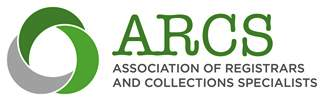 ARCS
ASSOCIATION OF REGISTRARS
AND COLLECTIONS SPECIALISTS